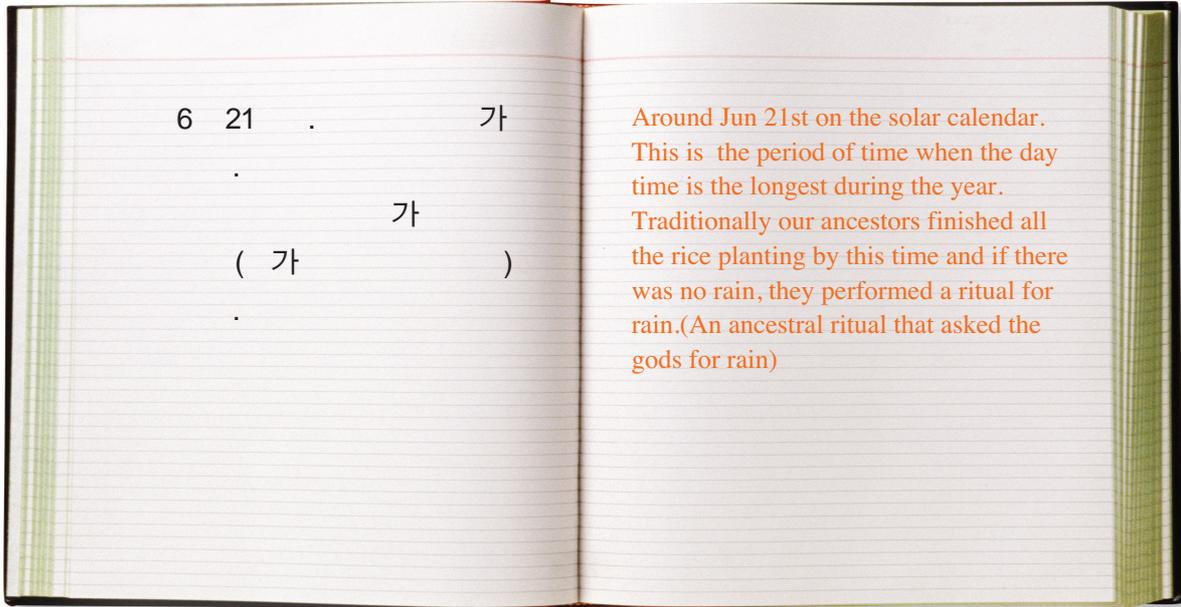 6 21 . 가
.
가
( 가 )
.
Around Jun 21st on the solar calendar.
This is the period of time when the day
time is the longest during the year.
Traditionally our ancestors finished all
the rice planting by this time and if there
was no rain, they performed a ritual for
rain.(An ancestral ritual that asked the
gods for rain)